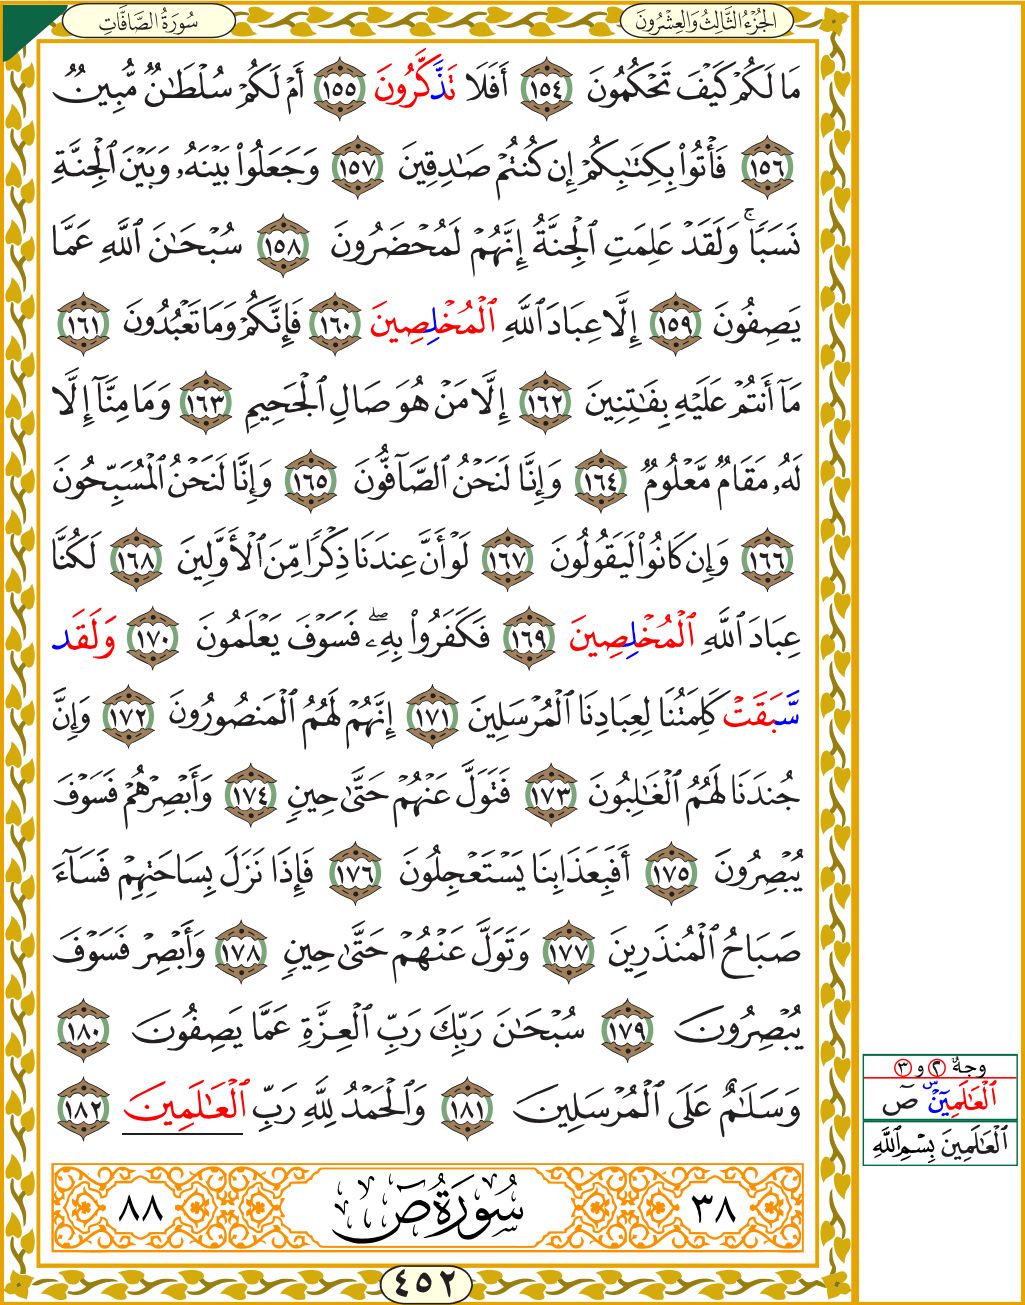 الجُزْءُ الثَّالِثُ وَالعِشْرُونَ
سُورَةُ الصَّافَّاتِ
مَا لَكُمْ كَيْفَ تَحْكُمُونَ ١٥٤ أَفَلَا تَذَّكَّرُونَ ١٥٥ أَمْ لَكُمْ سُلْطَٰنٌ مُّبِينٌ
١٥٦ فَأْتُوا۟ بِكِتَٰبِكُمْ إِن كُنتُمْ صَٰدِقِينَ ١٥٧ وَجَعَلُوا۟ بَيْنَهُۥ وَبَيْنَ ٱلْجِنَّةِ
نَسَبًا ۚ وَلَقَدْ عَلِمَتِ ٱلْجِنَّةُ إِنَّهُمْ لَمُحْضَرُونَ ١٥٨ سُبْحَٰنَ ٱللَّهِ عَمَّا
يَصِفُونَ ١٥٩ إِلَّا عِبَادَ ٱللَّهِ ٱلْمُخْلِصِينَ ١٦٠ فَإِنَّكُمْ وَمَا تَعْبُدُونَ ١٦١
مَآ أَنتُمْ عَلَيْهِ بِفَٰتِنِينَ ١٦٢ إِلَّا مَنْ هُوَ صَالِ ٱلْجَحِيمِ ١٦٣ وَمَا مِنَّآ إِلَّا
لَهُۥ مَقَامٌ مَّعْلُومٌ ١٦٤ وَإِنَّا لَنَحْنُ ٱلصَّآفُّونَ ١٦٥ وَإِنَّا لَنَحْنُ ٱلْمُسَبِّحُونَ
١٦٦ وَإِن كَانُوا۟ لَيَقُولُونَ ١٦٧ لَوْ أَنَّ عِندَنَا ذِكْرًا مِّنَ ٱلْأَوَّلِينَ ١٦٨ لَكُنَّا
عِبَادَ ٱللَّهِ ٱلْمُخْلِصِينَ ١٦٩ فَكَفَرُوا۟ بِهِۦ ۖ فَسَوْفَ يَعْلَمُونَ ١٧٠ وَلَقَد
سَّبَقَتْ كَلِمَتُنَا لِعِبَادِنَا ٱلْمُرْسَلِينَ ١٧١ إِنَّهُمْ لَهُمُ ٱلْمَنصُورُونَ ١٧٢ وَإِنَّ
جُندَنَا لَهُمُ ٱلْغَٰلِبُونَ ١٧٣ فَتَوَلَّ عَنْهُمْ حَتَّىٰ حِينٍ ١٧٤ وَأَبْصِرْهُمْ فَسَوْفَ
يُبْصِرُونَ ١٧٥ أَفَبِعَذَابِنَا يَسْتَعْجِلُونَ ١٧٦ فَإِذَا نَزَلَ بِسَاحَتِهِمْ فَسَآءَ
صَبَاحُ ٱلْمُنذَرِينَ ١٧٧ وَتَوَلَّ عَنْهُمْ حَتَّىٰ حِينٍ ١٧٨ وَأَبْصِرْ فَسَوْفَ
يُبْصِرُونَ ١٧٩ سُبْحَٰنَ رَبِّكَ رَبِّ ٱلْعِزَّةِ عَمَّا يَصِفُونَ ١٨٠
وَسَلَٰمٌ عَلَى ٱلْمُرْسَلِينَ ١٨١ وَٱلْحَمْدُ لِلَّهِ رَبِّ ٱلْعَٰلَمِينَ ١٨٢
٣٨ سُورَةُ صٓ ٨٨
٤٥٢
وجهٌ ٢ و ٣
ٱلْعَٰلَمِينَ صٓ
ٱلْعَٰلَمِينَ بِسْمِ ٱللَّهِ